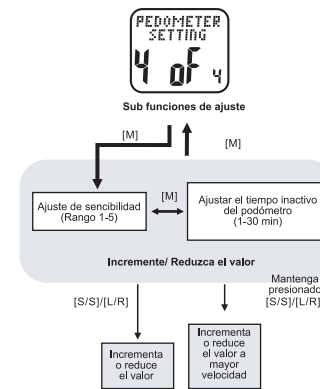 PEDOMETER
SETTING
4 oF 4
Sub funciones de ajuste
[M]
[M]
Ajuste de sencibilidad
(Rango 1-5)
[M]
Ajustar el tiempo inactivo
del podómetro
(1-30 min)
Incremente/ Reduzca el valor
[S/S]/[L/R]
Mantenga
presionado
[S/S]/[L/R]
Incrementa
o reduce
el valor
Incrementa
o reduce
el valor a
mayor
velocidad